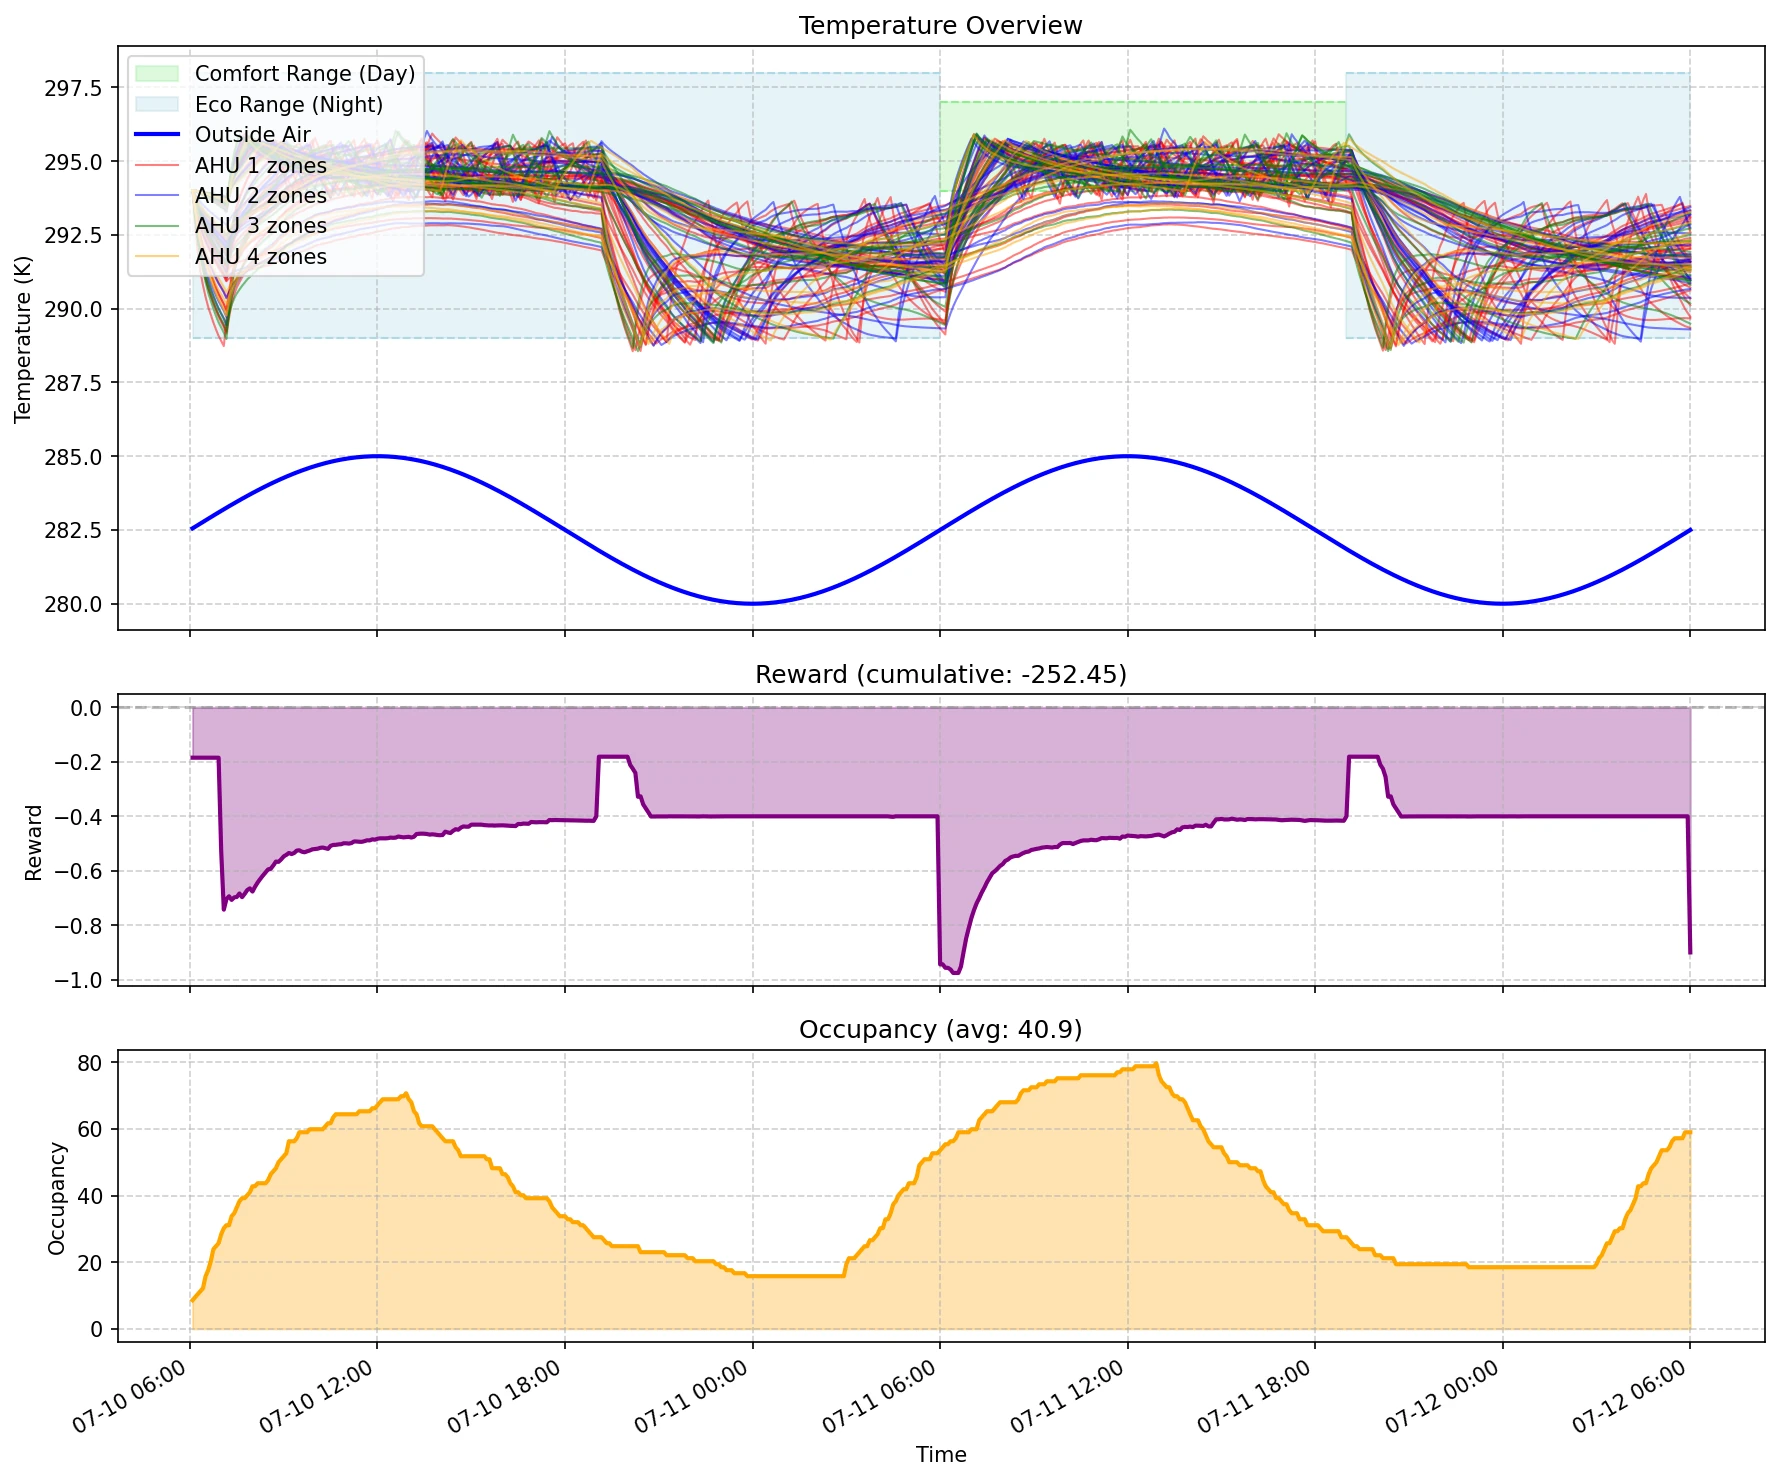 Temperature Overview
Temperature (K)
297.5
295.0
292.5
290.0
287.5
285.0
282.5
280.0
Comfort Range (Day)
Eco Range (Night)
Outside Air
AHU 1 zones
AHU 2 zones
AHU 3 zones
AHU 4 zones
Reward (cumulative: -252.45)
Reward
0.0
−0.2
−0.4
−0.6
−0.8
−1.0
Occupancy (avg: 40.9)
Occupancy
80
60
40
20
0
07-10 06:00
07-10 12:00
07-10 18:00
07-11 00:00
07-11 06:00
07-11 12:00
07-11 18:00
07-12 00:00
07-12 06:00
Time